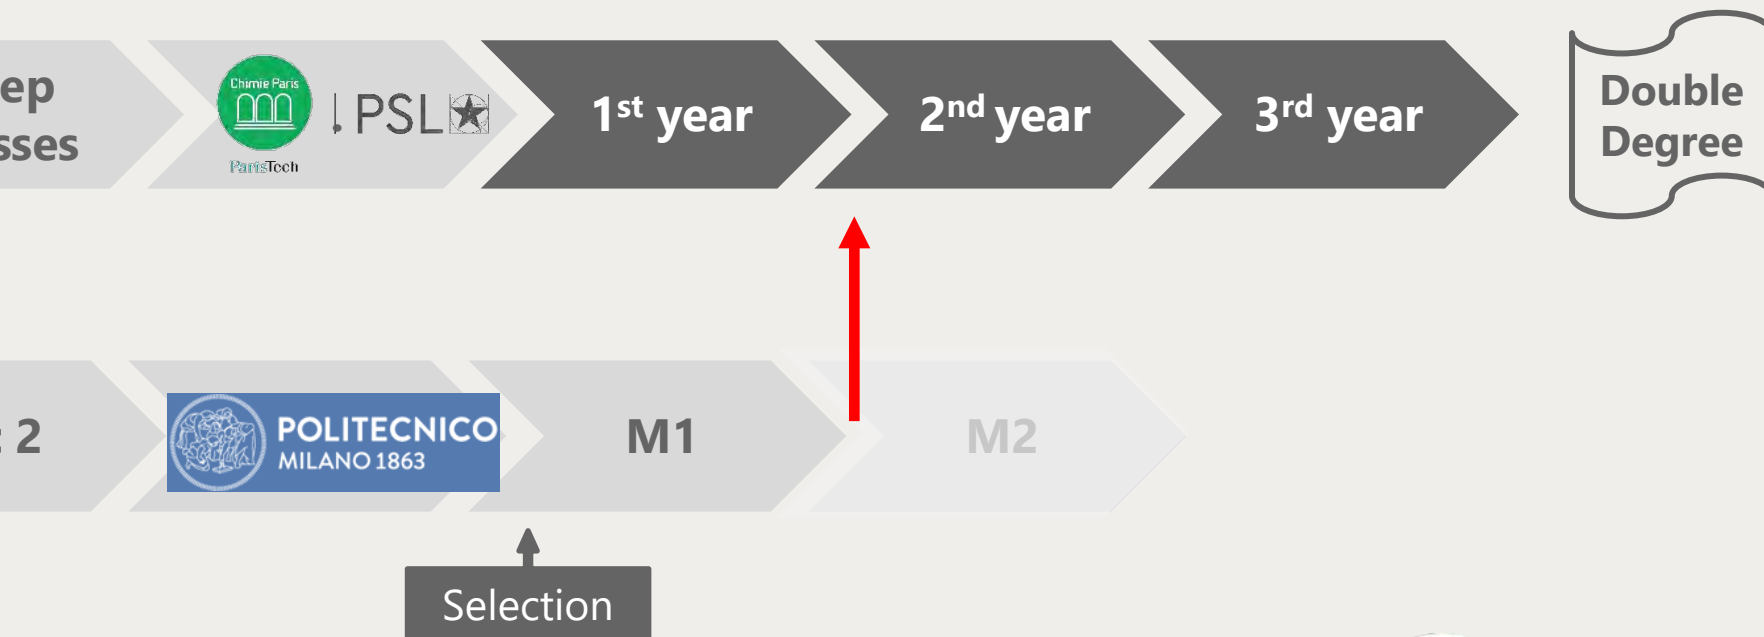 ep
sses
Chimie Paris
ParisTech
PSL
1st year
2nd year
3rd year
Double
Degree
: 2
POLITECNICO
MILANO 1863
M1
M2
Selection